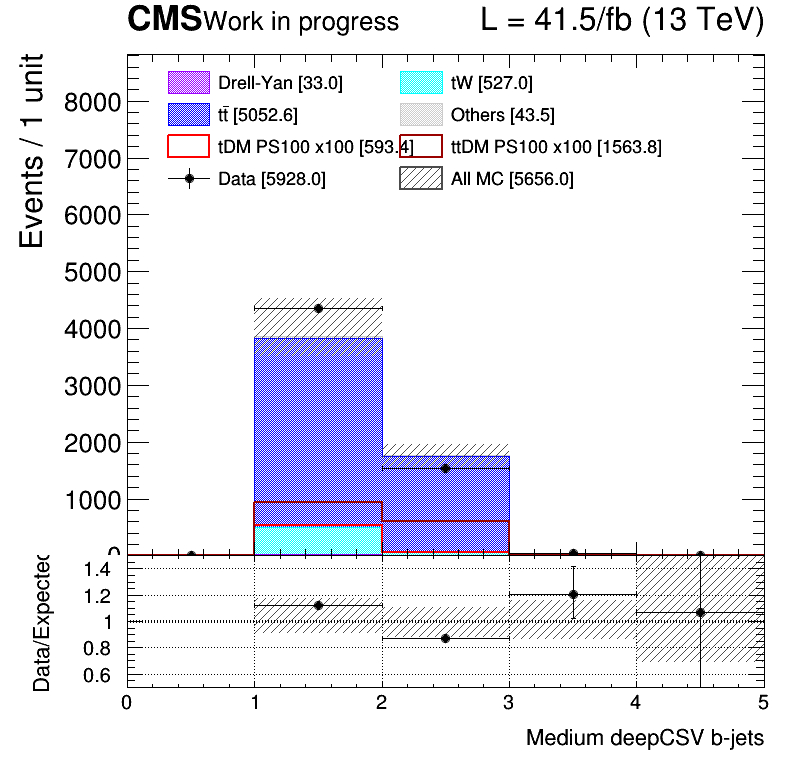 CMS Work in progress L = 41.5/fb (13 TeV)
Events / 1 unit
Drell-Yan [33.0] tW [527.0]
tt̄ [5052.6] Others [43.5]
tDM PS100 x100 [593.4] ttDM PS100 x100 [1563.8]
Data [5928.0] All MC [5656.0]
8000
7000
6000
5000
4000
3000
2000
1000
0
Data/Expected
1.4
1.2
1
0.8
0.6
0 1 2 3 4 5
Medium deepCSV b-jets